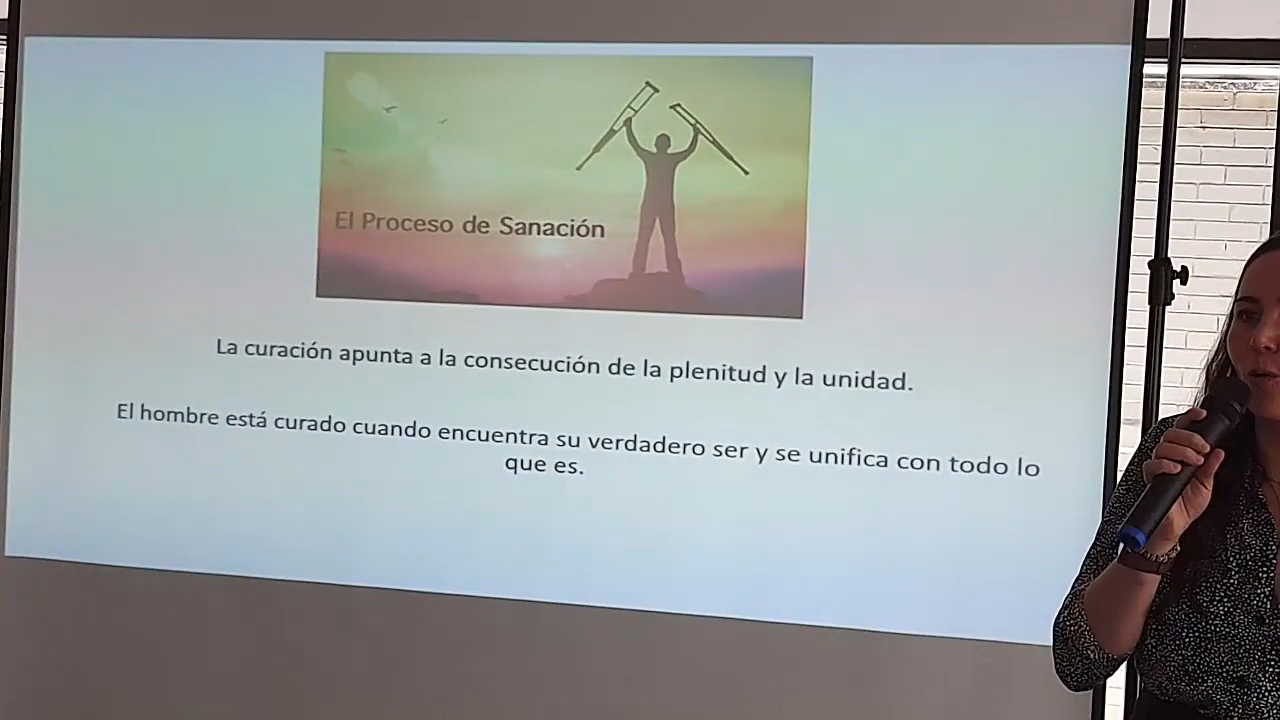 El Proceso de Sanación
La curación apunta a la consecución de la plenitud y la unidad.
El hombre está curado cuando encuentra su verdadero ser y se unifica con todo lo
que es.